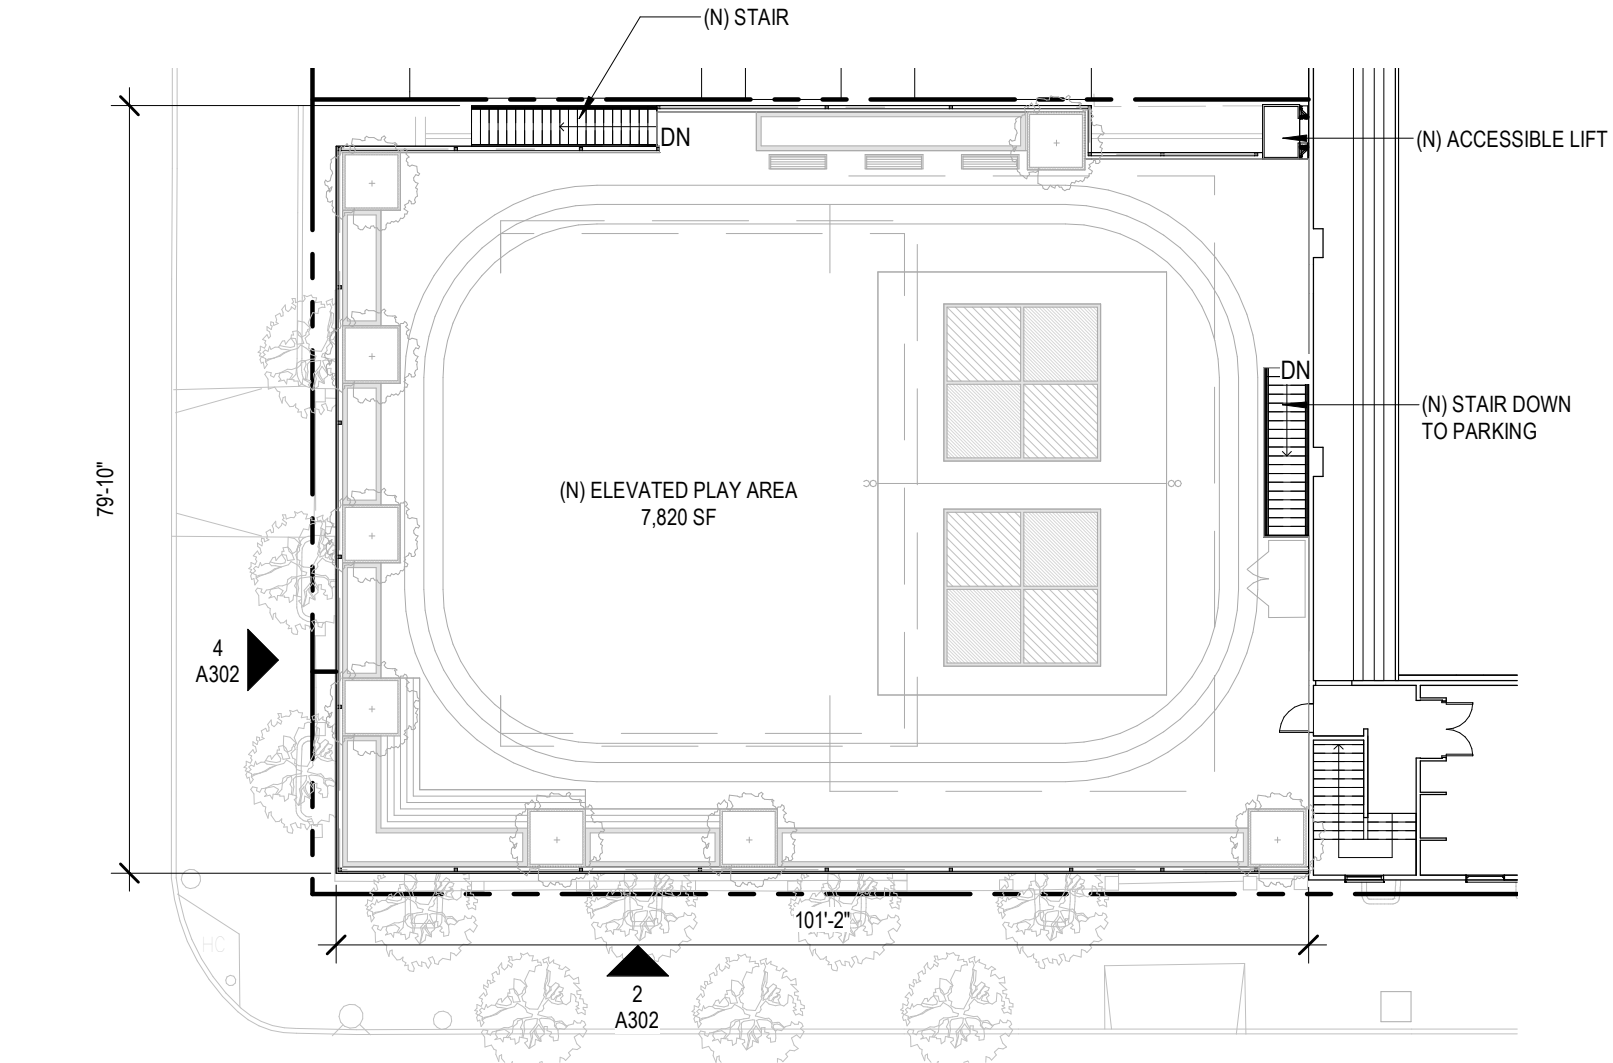 (N) STAIR
DN
(N) ACCESSIBLE LIFT
DN
(N) STAIR DOWN
TO PARKING
79'-10"
(N) ELEVATED PLAY AREA
7,820 SF
4
A302
101'-2"
HC
2
A302